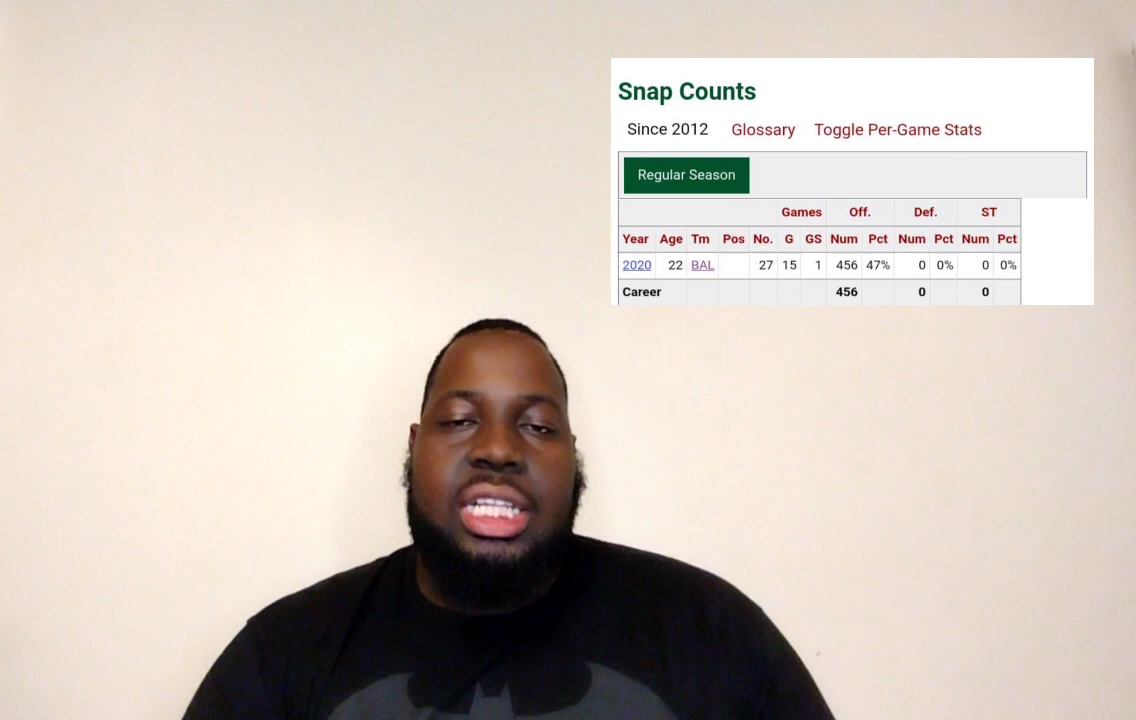 Snap Counts
Since 2012 Glossary Toggle Per-Game Stats
Regular Season
Games Off. Def. ST
Year Age Tm Pos No. G GS Num Pct Num Pct Num Pct
2020 22 BAL 27 15 1 456 47% 0 0% 0 0%
Career 456 0 0